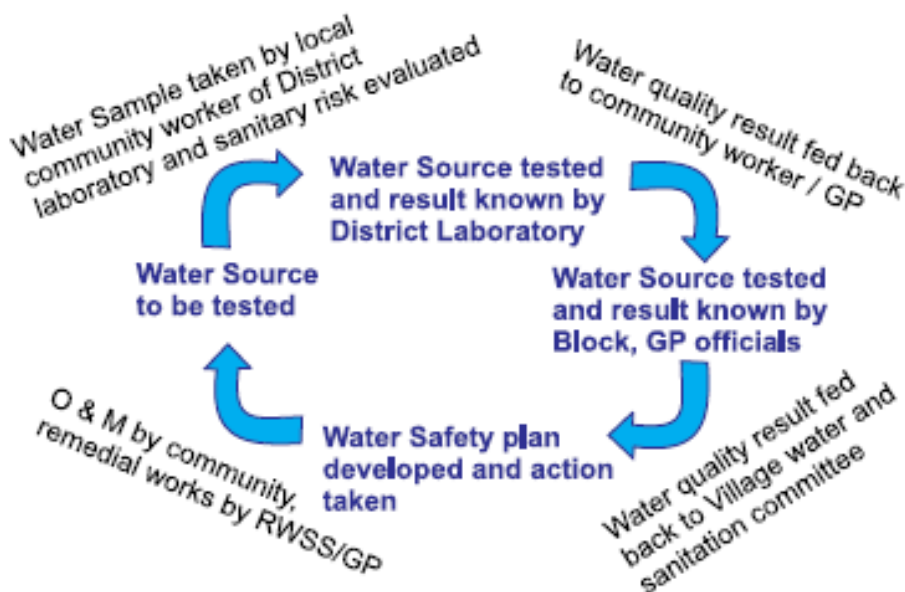 Water Sample taken by local
community worker of District
laboratory and sanitary risk evaluated
Water quality result fed back
to community worker / GP
Water Source tested
and result known by
District Laboratory
Water Source
to be tested
Water Source tested
and result known by
Block, GP officials
O & M by community,
remedial works by RWSS/GP
Water Safety plan
developed and action
taken
Water quality result fed
back to Village water and
sanitation committee